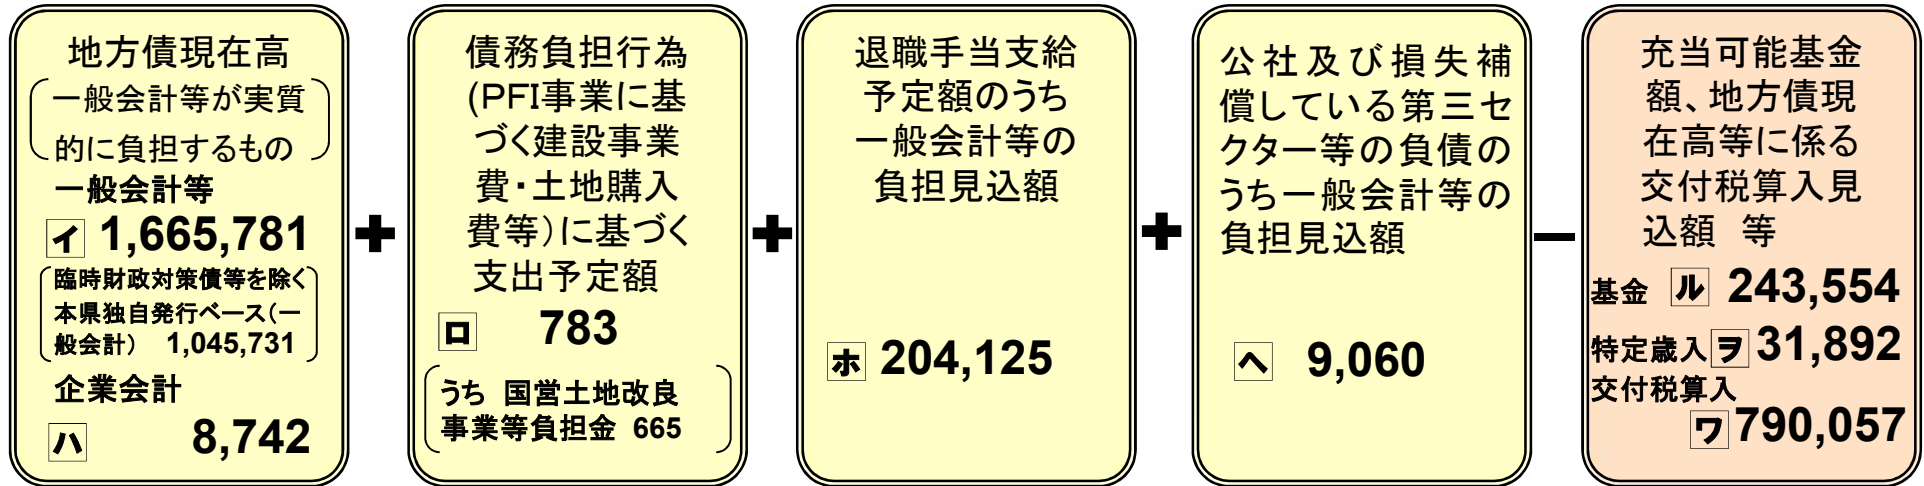 地方債現在高
一般会計等が実質
的に負担するもの
一般会計等
イ 1,665,781
臨時財政対策債等を除く
本県独自発行ベース(一
般会計) 1,045,731
企業会計
ハ 8,742
+
債務負担行為
(PFI事業に基
づく建設事業
費・土地購入
費等)に基づく
支出予定額
ロ 783
うち 国営土地改良
事業等負担金 665
+
退職手当支給
予定額のうち
一般会計等の
負担見込額
ホ 204,125
+
公社及び損失補
償している第三セ
クター等の負債の
うち一般会計等の
負担見込額
ヘ 9,060
−
充当可能基金
額、地方債現
在高等に係る
交付税算入見
込額 等
基金 ル 243,554
特定歳入 ヲ 31,892
交付税算入
ワ 790,057